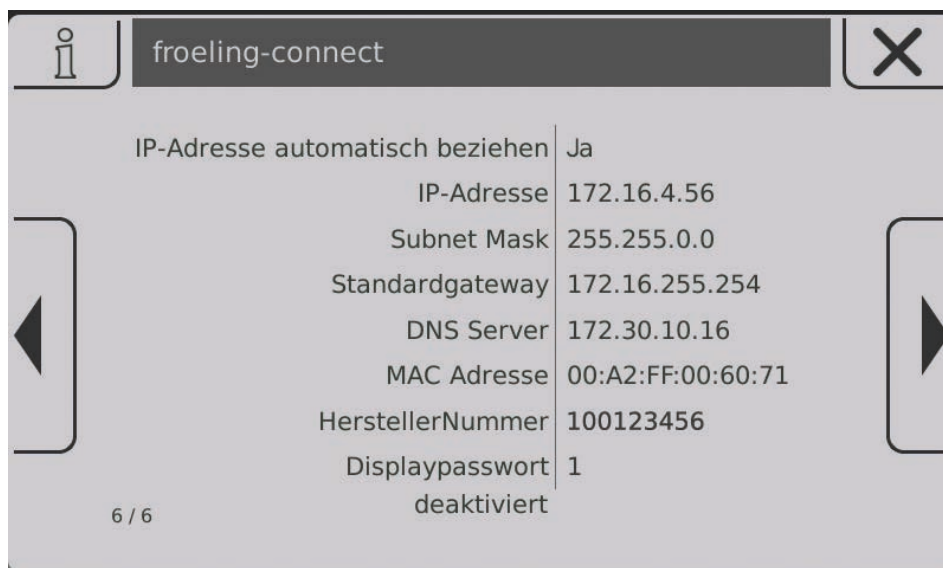 froeling-connect
IP-Adresse automatisch beziehen Ja
IP-Adresse 172.16.4.56
Subnet Mask 255.255.0.0
Standardgateway 172.16.255.254
DNS Server 172.30.10.16
MAC Adresse 00:A2:FF:00:60:71
HerstellerNummer 100123456
Displaypasswort 1
deaktiviert
6 / 6